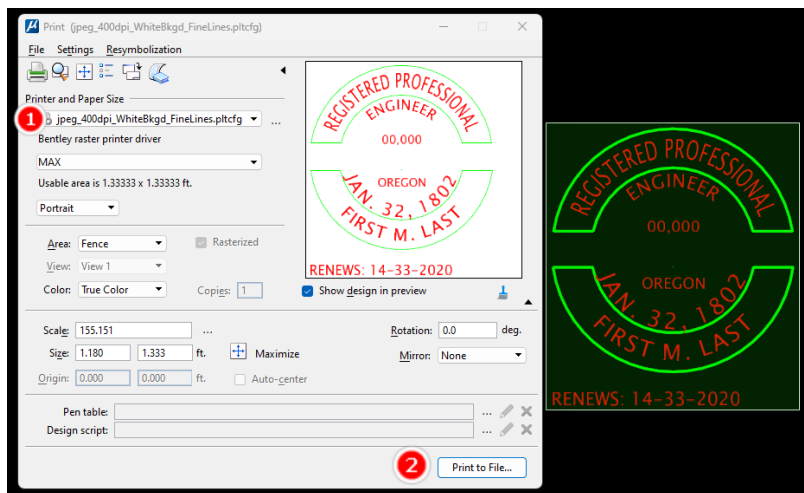 Print (jpeg_400dpi_WhiteBkgd_FineLines.pltcfg)
File Settings Resymbolization
Printer and Paper Size
1 jpeg_400dpi_WhiteBkgd_FineLines.pltcfg ...
Bentley raster printer driver
MAX
Usable area is 1.33333 x 1.33333 ft.
Portrait
Area: Fence Rasterized
View: View 1
Color: True Color Copies: 1
REGISTERED PROFESSIONAL
ENGINEER
00,000
OREGON
JAN. 32, 1802
FIRST M. LAST
RENEWS: 14-33-2020
Show design in preview
Scale: 155.151 ... Rotation: 0.0 deg.
Size: 1.180 1.333 ft. Maximize Mirror: None
Origin: 0.000 0.000 ft. Auto-center
Pen table: ...
Design script: ...
2 Print to File...
REGISTERED PROFESSIONAL
ENGINEER
00,000
OREGON
JAN. 32, 1802
FIRST M. LAST
RENEWS: 14-33-2020